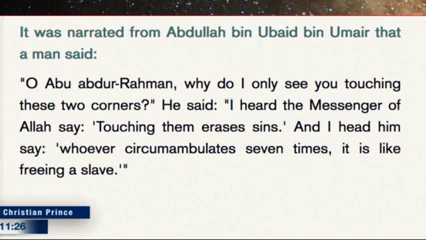 It was narrated from Abdullah bin Ubaid bin Umair that
a man said:
"O Abu abdur-Rahman, why do I only see you touching
these two corners?" He said: "I heard the Messenger of
Allah say: 'Touching them erases sins.' And I head him
say: 'whoever circumambulates seven times, it is like
freeing a slave.'"
Christian Prince
11:26